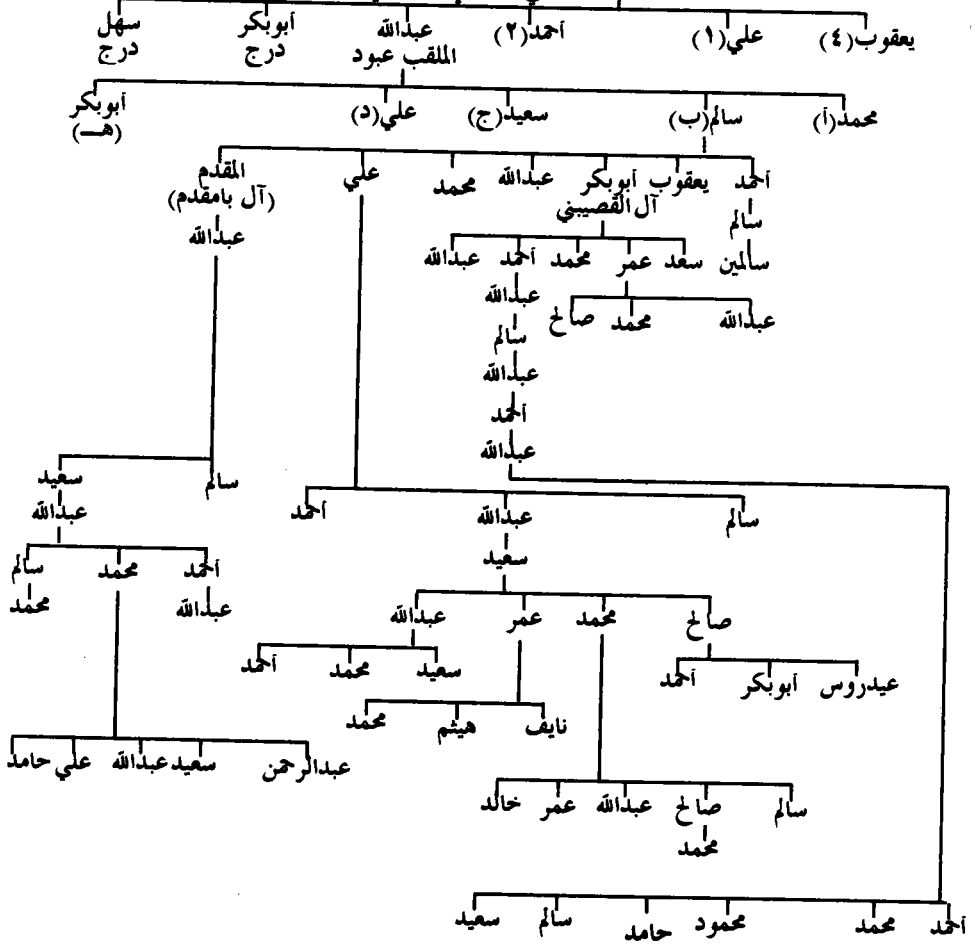 يعقوب(٤) علي(١) أحمد(٢) عبدالله أبوبكر سهل
الملقب عبود درج درج
محمد(أ) سالم(ب) سعيد(ج) علي(د) أبوبكر
(هـ)
أحمد يعقوب أبوبكر عبدالله محمد علي المقدم
آل القصيبني (آل بامقدم)
سالم عبدالله
سالمين سعد عمر محمد أحمد عبدالله
عبدالله محمد صالح عبدالله
سالم
عبدالله
أحمد
عبدالله
سالم سعيد
سالم عبدالله أحمد عبدالله
سعيد
أحمد محمد سالم
صالح محمد عمر عبدالله عبدالله محمد
عيدروس أبوبكر أحمد سعيد محمد أحمد
نايف هيثم محمد
عبدالرحمن سعيد عبدالله علي حامد
سالم صالح عبدالله عمر خالد
محمد
أحمد محمد محمود حامد سالم سعيد